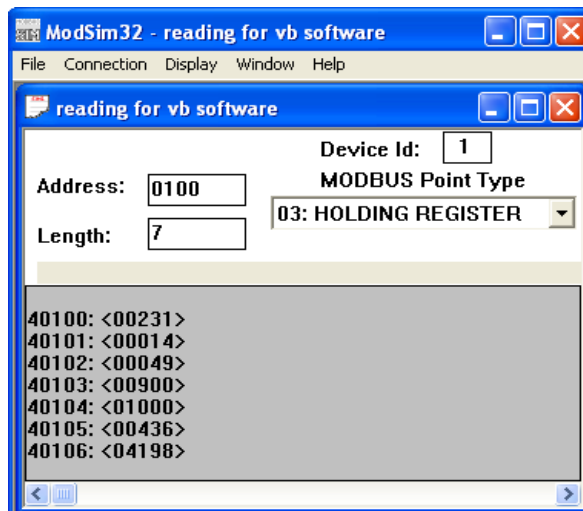 ModSim32 - reading for vb software
File Connection Display Window Help
reading for vb software
Device Id: 1
Address: 0100
MODBUS Point Type
03: HOLDING REGISTER
Length: 7
40100: <00231>
40101: <00014>
40102: <00049>
40103: <00900>
40104: <01000>
40105: <00436>
40106: <04198>